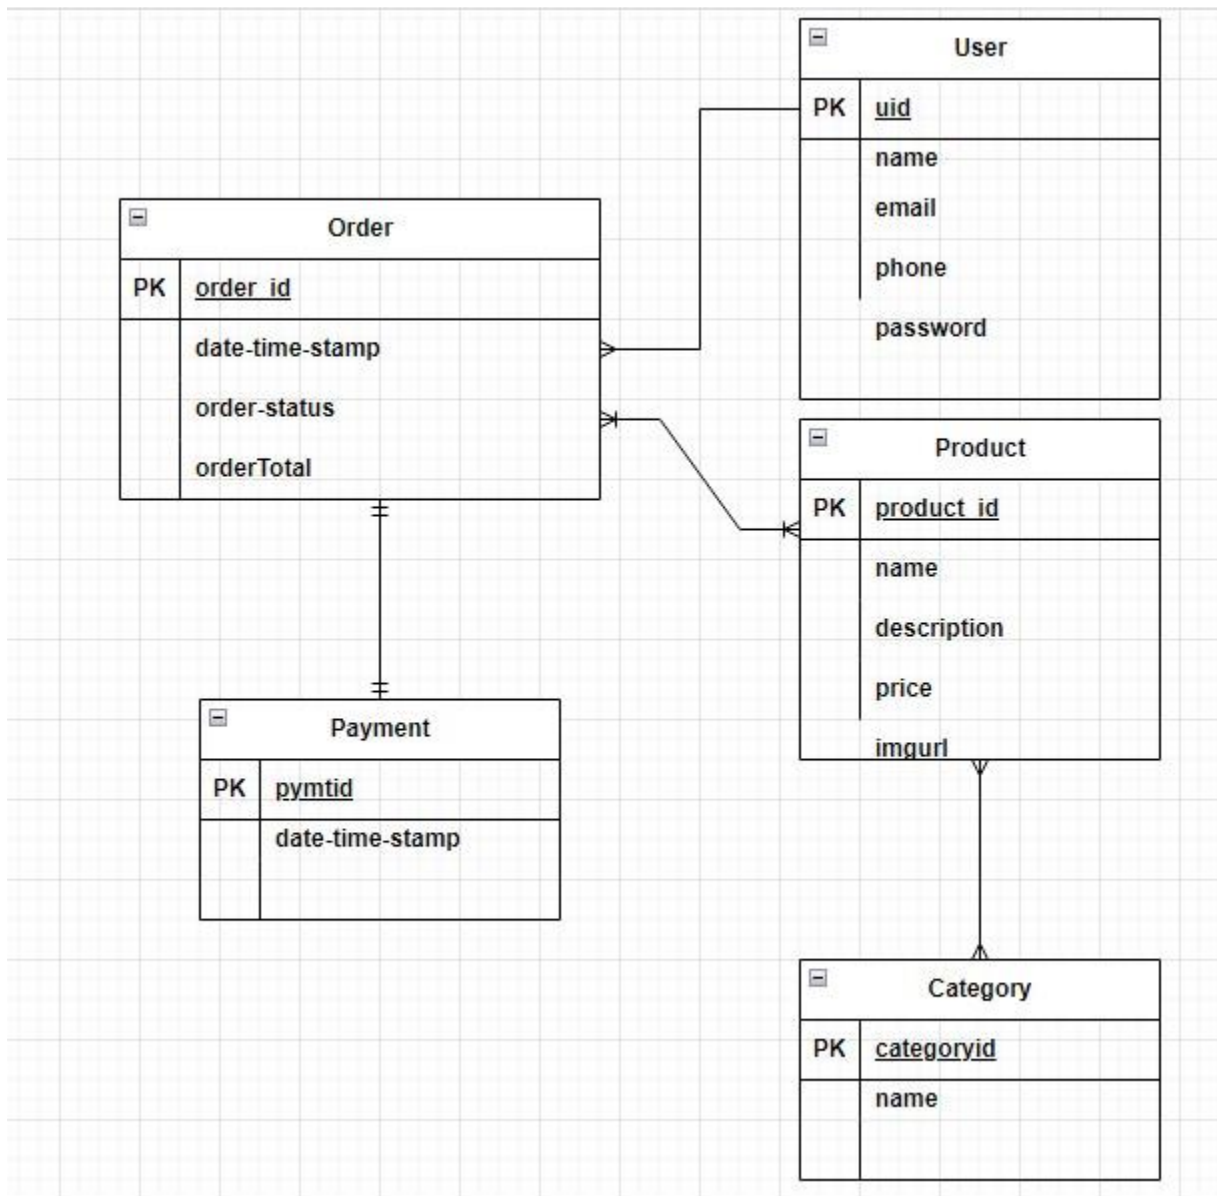 User
PK uid
name
email
phone
password
Order
PK order_id
date-time-stamp
order-status
orderTotal
Product
PK product_id
name
description
price
imgurl
Payment
PK pymtid
date-time-stamp
Category
PK categoryid
name